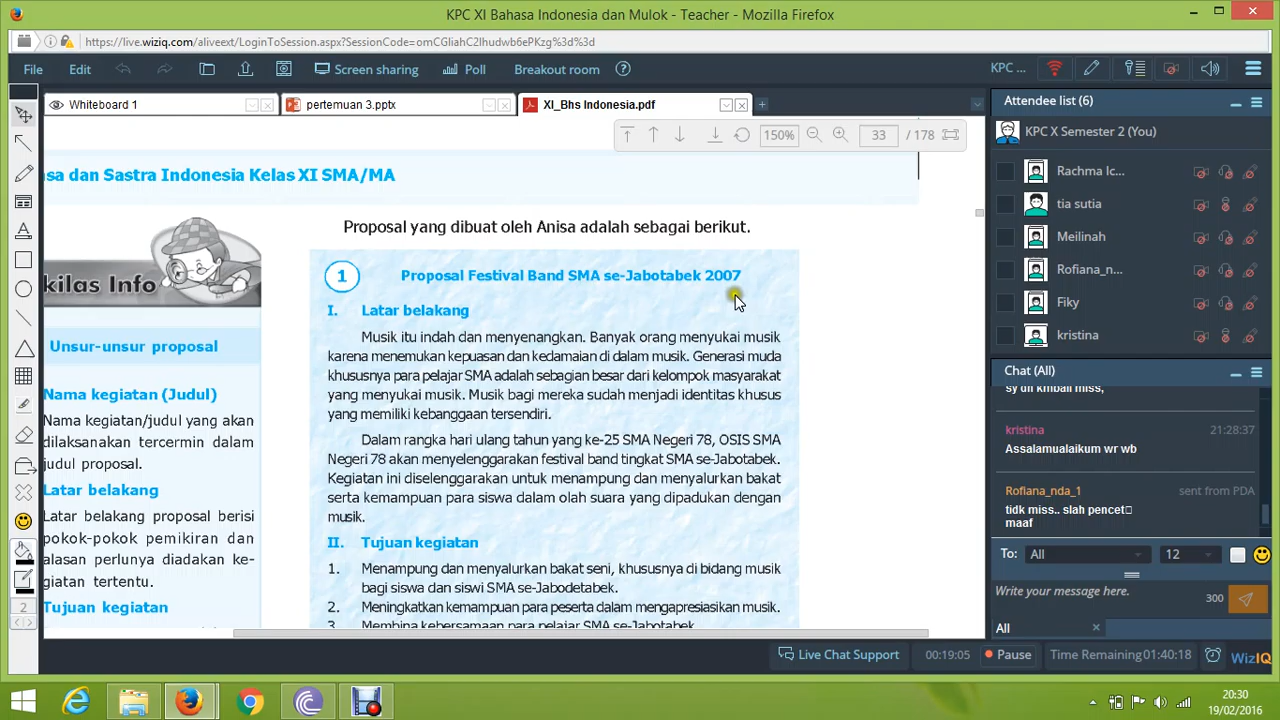 KPC XI Bahasa Indonesia dan Mulok - Teacher - Mozilla Firefox
https://live.wiziq.com/aliveext/LoginToSession.aspx?SessionCode=omCGIiahC2Ihudwb6ePKzg%3d%3d
File Edit Screen sharing Poll Breakout room KPC ...
Whiteboard 1 pertemuan 3.pptx XI_Bhs Indonesia.pdf
150% 33 / 178
asa dan Sastra Indonesia Kelas XI SMA/MA
kilas Info
Unsur-unsur proposal
Nama kegiatan (Judul)
Nama kegiatan/judul yang akan
dilaksanakan tercermin dalam
judul proposal.
Latar belakang
Latar belakang proposal berisi
pokok-pokok pemikiran dan
alasan perlunya diadakan ke-
giatan tertentu.
Tujuan kegiatan
Proposal yang dibuat oleh Anisa adalah sebagai berikut.
1 Proposal Festival Band SMA se-Jabotabek 2007
I. Latar belakang
Musik itu indah dan menyenangkan. Banyak orang menyukai musik
karena menemukan kepuasan dan kedamaian di dalam musik. Generasi muda
khususnya para pelajar SMA adalah sebagian besar dari kelompok masyarakat
yang menyukai musik. Musik bagi mereka sudah menjadi identitas khusus
yang memiliki kebanggaan tersendiri.
Dalam rangka hari ulang tahun yang ke-25 SMA Negeri 78, OSIS SMA
Negeri 78 akan menyelenggarakan festival band tingkat SMA se-Jabotabek.
Kegiatan ini diselenggarakan untuk menampung dan menyalurkan bakat
serta kemampuan para siswa dalam olah suara yang dipadukan dengan
musik.
II. Tujuan kegiatan
1. Menampung dan menyalurkan bakat seni, khususnya di bidang musik
bagi siswa dan siswi SMA se-Jabodetabek.
2. Meningkatkan kemampuan para peserta dalam mengapresiasikan musik.
3. Membina kebersamaan para pelajar SMA se-Jabotabek.
Attendee list (6)
KPC X Semester 2 (You)
Rachma Ic...
tia sutia
Meilinah
Rofiana_n...
Fiky
kristina
Chat (All)
sy dh kmbali miss,
kristina 21:28:37
Assalamualaikum wr wb
Rofiana_nda_1 sent from PDA
tidk miss.. slah pencet
maaf
To: All 12
Write your message here. 300
All
Live Chat Support 00:19:05 Pause Time Remaining 01:40:18 WizIQ
2
20:30
19/02/2016